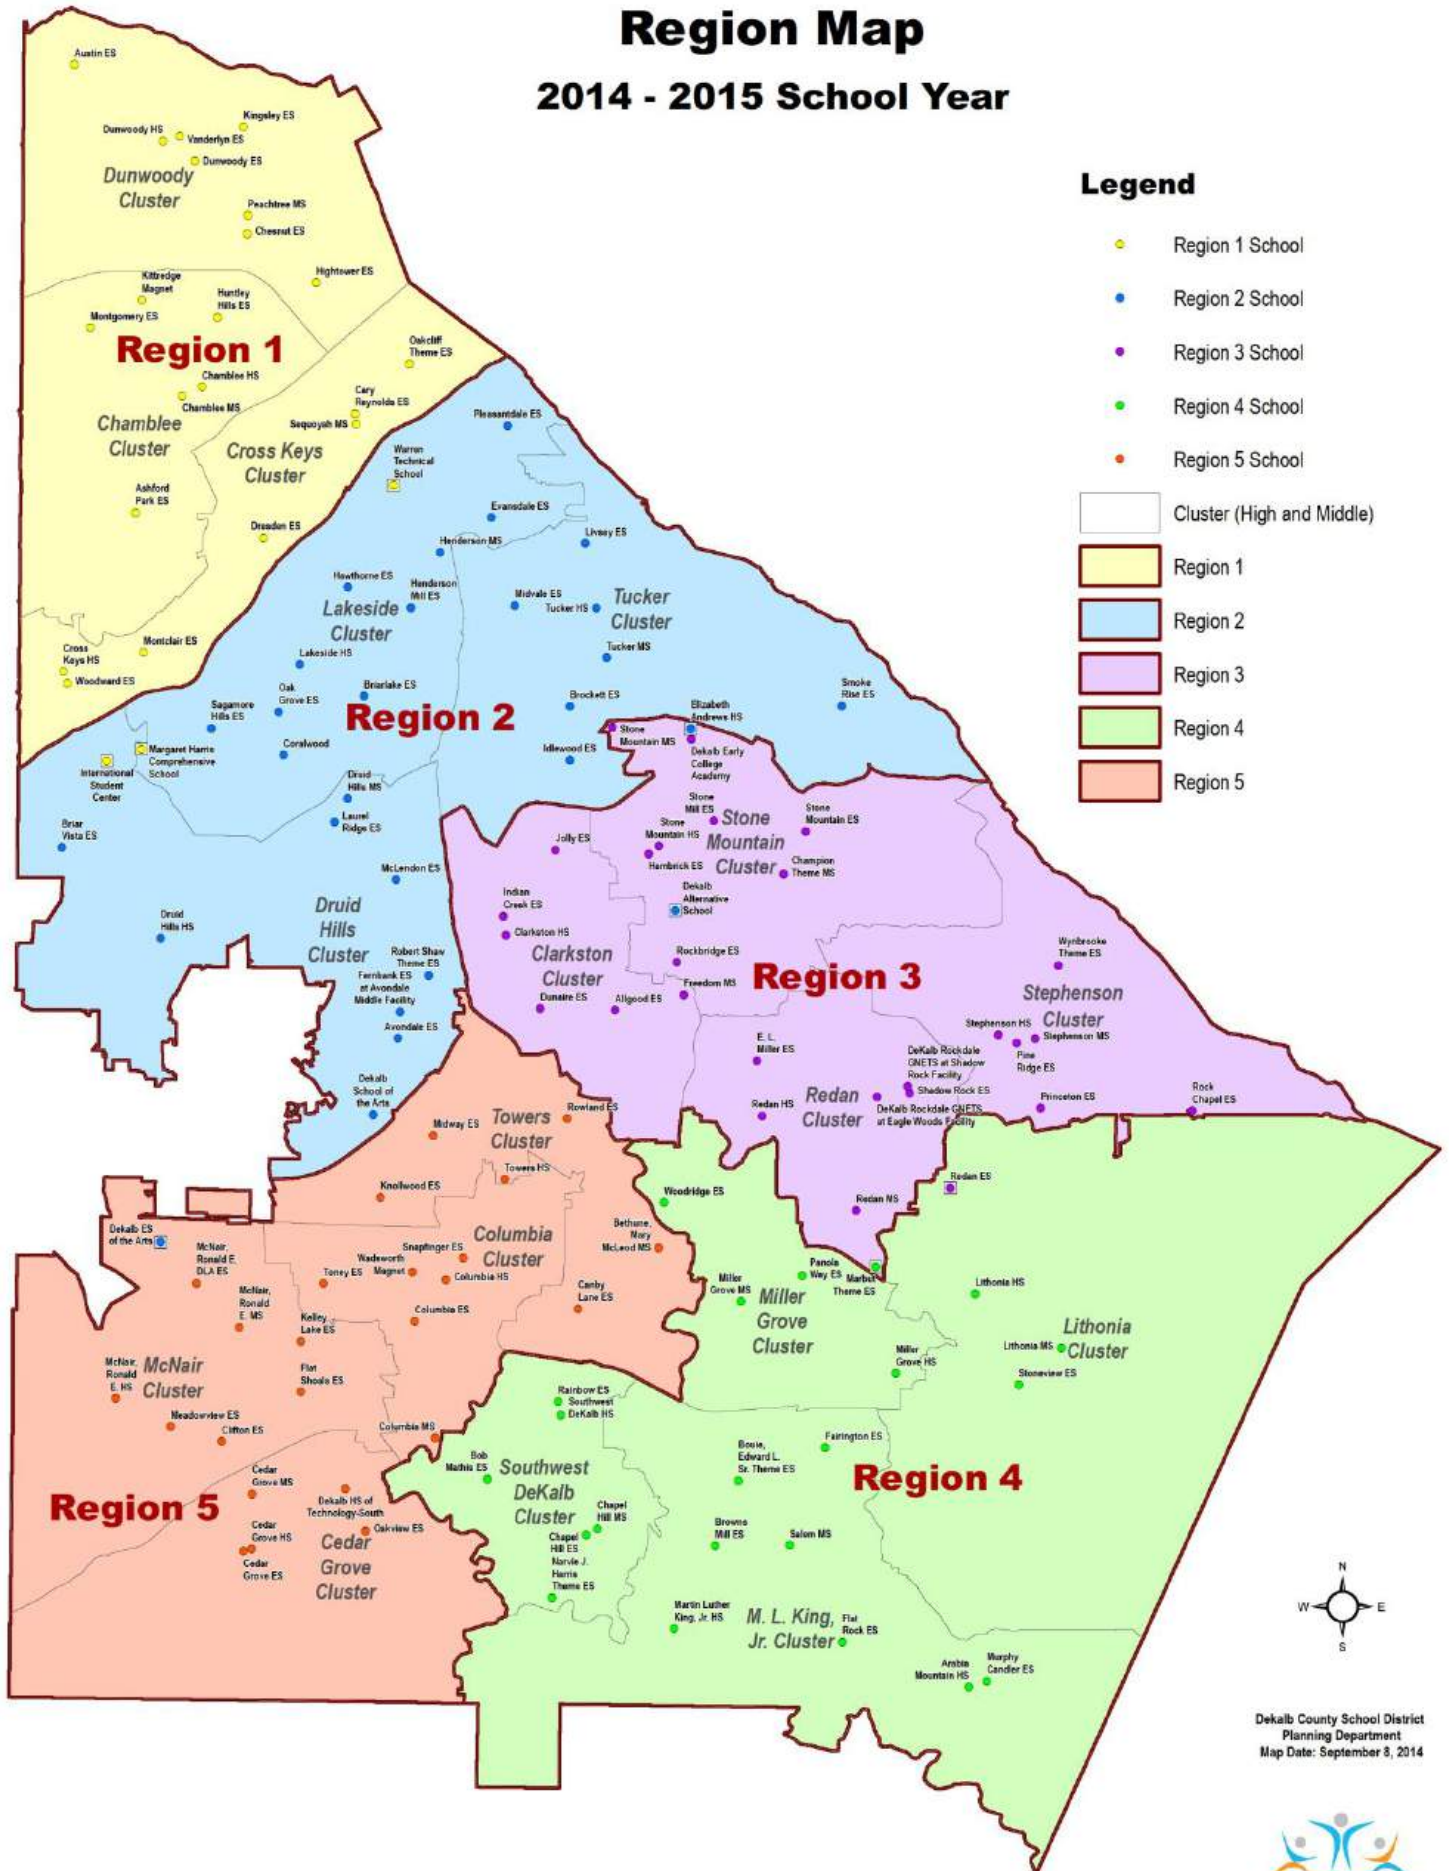 Region Map
2014 - 2015 School Year
Legend
Region 1 School
Region 2 School
Region 3 School
Region 4 School
Region 5 School
Cluster (High and Middle)
Region 1
Region 2
Region 3
Region 4
Region 5
Austin ES
Kingsley ES
Dunwoody HS
Vanderlyn ES
Dunwoody ES
Dunwoody
Cluster
Peachtree MS
Chesnut ES
Hightower ES
Kittredge
Magnet
Huntley
Hills ES
Montgomery ES
Region 1
Oakcliff
Theme ES
Chamblee HS
Chamblee MS
Cary
Reynolds ES
Sequoyah MS
Chamblee
Cluster
Cross Keys
Cluster
Ashford
Park ES
Dresden ES
Montclair ES
Cross
Keys HS
Woodward ES
Pleasantdale ES
Warren
Technical
School
Evansdale ES
Livsey ES
Henderson MS
Hawthorne ES
Henderson
Mill ES
Lakeside
Cluster
Midvale ES
Tucker HS
Tucker
Cluster
Tucker MS
Lakeside HS
Briarlake ES
Oak
Grove ES
Sagamore
Hills ES
Region 2
Brockett ES
Smoke
Rise ES
Elizabeth
Andrews HS
Coralwood
Margaret Harris
Comprehensive
School
International
Student
Center
Idlewood ES
Stone
Mountain MS
Dekalb Early
College
Academy
Druid
Hills MS
Laurel
Ridge ES
Briar
Vista ES
McLendon ES
Druid
Hills HS
Druid
Hills
Cluster
Robert Shaw
Theme ES
Fernbank ES
at Avondale
Middle Facility
Avondale ES
Dekalb
School of
the Arts
Stone
Mill ES
Stone
Mountain HS
Hambrick ES
Stone
Mountain
Cluster
Stone
Mountain ES
Champion
Theme MS
Jolly ES
Dekalb
Alternative
School
Indian
Creek ES
Clarkston HS
Clarkston
Cluster
Rockbridge ES
Freedom MS
Dunaire ES
Allgood ES
Region 3
Wynbrooke
Theme ES
Stephenson
Cluster
Stephenson HS
Stephenson MS
Pine
Ridge ES
E. L.
Miller ES
DeKalb Rockdale
GNETS at Shadow
Rock Facility
Shadow Rock ES
DeKalb Rockdale GNETS
at Eagle Woods Facility
Redan HS
Redan
Cluster
Princeton ES
Rock
Chapel ES
Redan ES
Redan MS
Rowland ES
Towers
Cluster
Midway ES
Towers HS
Knollwood ES
Dekalb ES
of the Arts
McNair,
Ronald E.
DLA ES
Snapfinger ES
Wadsworth
Magnet
Columbia
Cluster
Columbia HS
Toney ES
Bethune,
Mary
McLeod MS
Canby
Lane ES
Columbia ES
McNair,
Ronald
E. MS
Kelley
Lake ES
McNair,
Ronald
E. HS
McNair
Cluster
Flat
Shoals ES
Meadowview ES
Clifton ES
Columbia MS
Cedar
Grove MS
Region 5
Dekalb HS of
Technology-South
Oakview ES
Cedar
Grove HS
Cedar
Grove ES
Cedar
Grove
Cluster
Woodridge ES
Panola
Way ES
Marbut
Theme ES
Miller
Grove MS
Miller
Grove
Cluster
Lithonia HS
Lithonia MS
Lithonia
Cluster
Stoneview ES
Miller
Grove HS
Rainbow ES
Southwest
DeKalb HS
Bob
Mathis ES
Southwest
DeKalb
Cluster
Chapel
Hill MS
Chapel
Hill ES
Narvie J.
Harris
Theme ES
Bouie,
Edward L.
Sr. Theme ES
Fairington ES
Region 4
Browns
Mill ES
Salem MS
Martin Luther
King, Jr. HS
M. L. King,
Jr. Cluster
Flat
Rock ES
Arabia
Mountain HS
Murphy
Candler ES
N
W
E
S
Dekalb County School District
Planning Department
Map Date: September 8, 2014